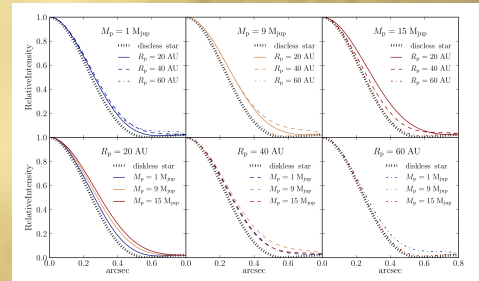 M_p = 1 M_jup
discless star
R_p = 20 AU
R_p = 40 AU
R_p = 60 AU
M_p = 9 M_jup
discless star
R_p = 20 AU
R_p = 40 AU
R_p = 60 AU
M_p = 15 M_jup
discless star
R_p = 20 AU
R_p = 40 AU
R_p = 60 AU
RelativeIntensity
1.0
0.8
0.6
0.4
0.2
1.0
R_p = 20 AU
diskless star
M_p = 1 M_jup
M_p = 9 M_jup
M_p = 15 M_jup
R_p = 40 AU
diskless star
M_p = 1 M_jup
M_p = 9 M_jup
M_p = 15 M_jup
R_p = 60 AU
diskless star
M_p = 1 M_jup
M_p = 9 M_jup
M_p = 15 M_jup
RelativeIntensity
0.8
0.6
0.4
0.2
0.0
0.0 0.2 0.4 0.6 0.0 0.2 0.4 0.6 0.0 0.2 0.4 0.6 0.8
arcsec arcsec arcsec